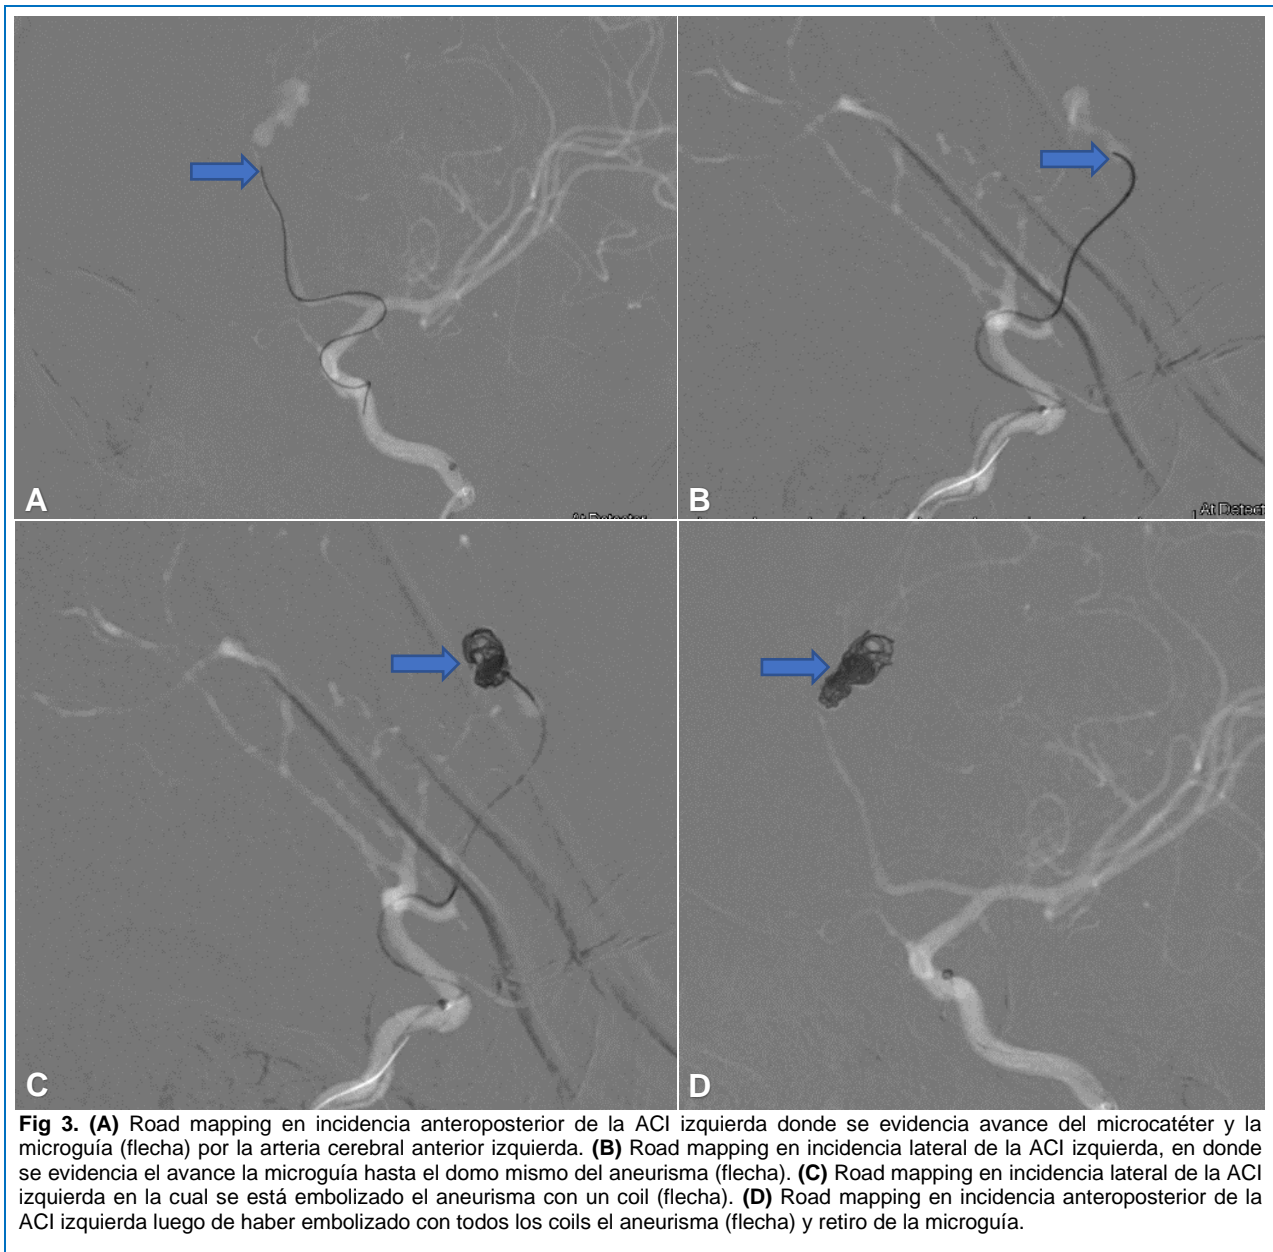 A
At Detector
B
At Detect
C
D
Fig 3. (A) Road mapping en incidencia anteroposterior de la ACI izquierda donde se evidencia avance del microcatéter y la
microguía (flecha) por la arteria cerebral anterior izquierda. (B) Road mapping en incidencia lateral de la ACI izquierda, en donde
se evidencia el avance la microguía hasta el domo mismo del aneurisma (flecha). (C) Road mapping en incidencia lateral de la ACI
izquierda en la cual se está embolizado el aneurisma con un coil (flecha). (D) Road mapping en incidencia anteroposterior de la
ACI izquierda luego de haber embolizado con todos los coils el aneurisma (flecha) y retiro de la microguía.